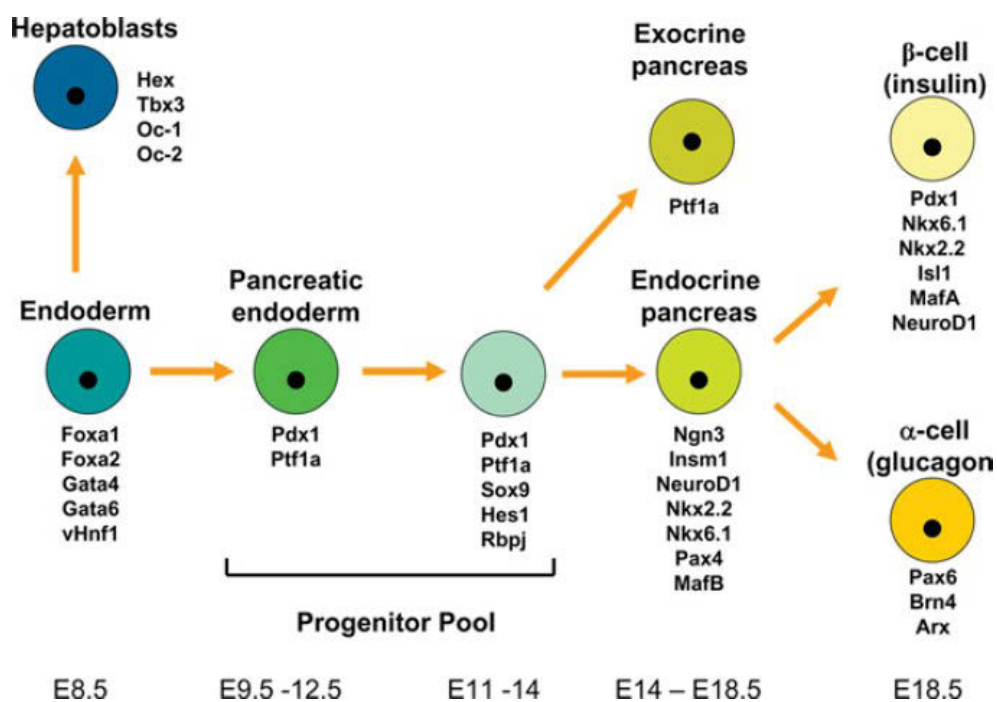 Hepatoblasts
Hex
Tbx3
Oc-1
Oc-2
Exocrine
pancreas
Ptf1a
β-cell
(insulin)
Pdx1
Nkx6.1
Nkx2.2
Isl1
MafA
NeuroD1
Endoderm
Foxa1
Foxa2
Gata4
Gata6
vHnf1
Pancreatic
endoderm
Pdx1
Ptf1a
Pdx1
Ptf1a
Sox9
Hes1
Rbpj
Progenitor Pool
Endocrine
pancreas
Ngn3
Insm1
NeuroD1
Nkx2.2
Nkx6.1
Pax4
MafB
α-cell
(glucagon
Pax6
Brn4
Arx
E8.5
E9.5 -12.5
E11 -14
E14 – E18.5
E18.5